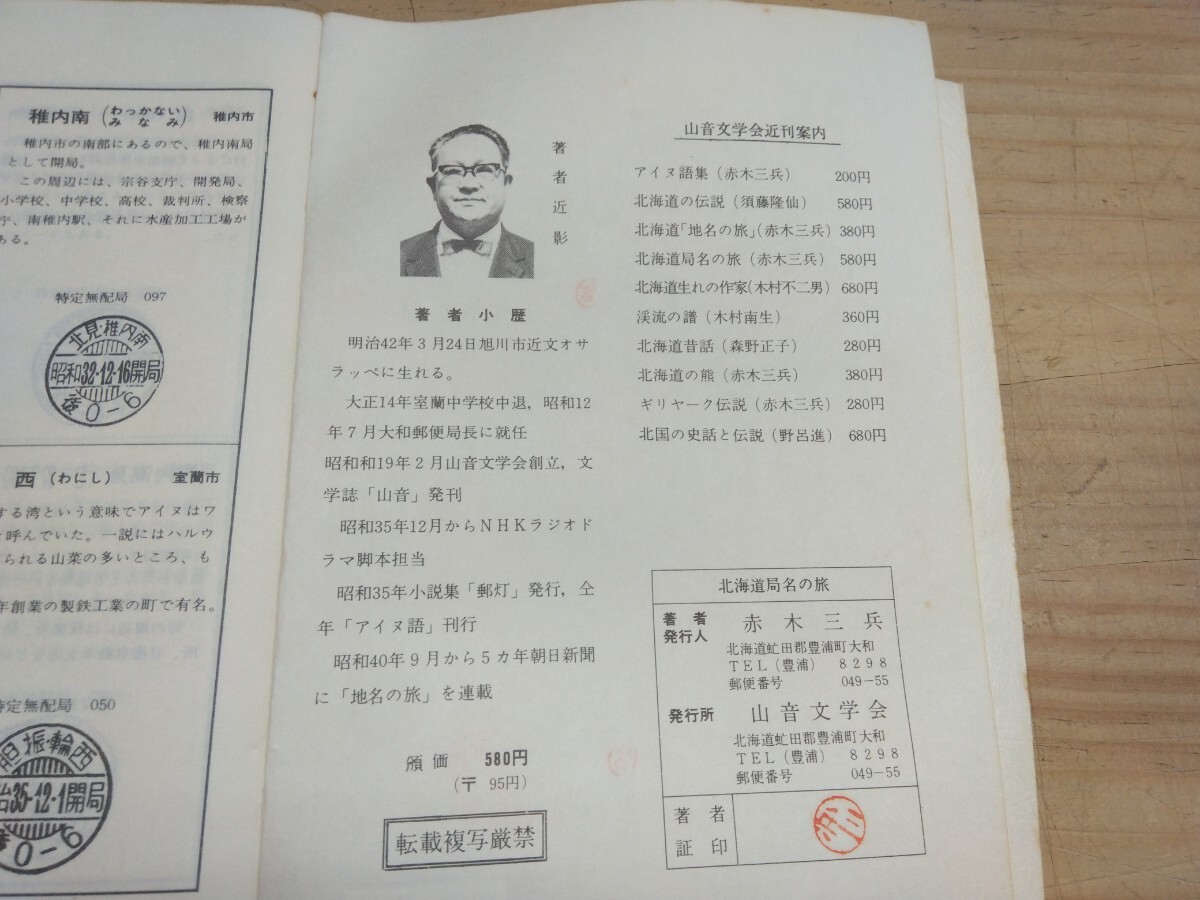 稚内南 (わっかない みなみ) 稚内市
稚内市の南部にあるので、稚内南局
として開局。
この周辺には、宗谷支庁、開発局、
小学校、中学校、高校、裁判所、検察
庁、南稚内駅、それに水産加工工場が
ある。
特定無配局 097
北見・稚内南
昭和32-12-16開局
後0-6
西 (わにし) 室蘭市
する湾という意味でアイヌはワ
と呼んでいた。一説にはハルウ
られる山菜の多いところ、も
年創業の製鉄工業の町で有名。
特定無配局 050
胆振・輪西
治35-12-1開局
後0-6
著者近影
著者小歴
明治42年3月24日旭川市近文オサ
ラッペに生れる。
大正14年室蘭中学校中退，昭和12
年7月大和郵便局長に就任
昭和和19年2月山音文学会創立，文
学誌「山音」発刊
昭和35年12月からNHKラジオド
ラマ脚本担当
昭和35年小説集「郵灯」発行，仝
年「アイヌ語」刊行
昭和40年9月から5カ年朝日新聞
に「地名の旅」を連載
頒価 580円
(〒 95円)
転載複写厳禁
山音文学会近刊案内
アイヌ語集（赤木三兵） 200円
北海道の伝説（須藤隆仙） 580円
北海道「地名の旅」（赤木三兵） 380円
北海道局名の旅（赤木三兵） 580円
北海道生れの作家（木村不二男） 680円
渓流の譜（木村南生） 360円
北海道昔話（森野正子） 280円
北海道の熊（赤木三兵） 380円
ギリヤーク伝説（赤木三兵） 280円
北国の史話と伝説（野呂進） 680円
北海道局名の旅
著者
発行人 赤木三兵
北海道虻田郡豊浦町大和
TEL（豊浦） 8298
郵便番号 049-55
発行所 山音文学会
北海道虻田郡豊浦町大和
TEL（豊浦） 8298
郵便番号 049-55
著者
証印